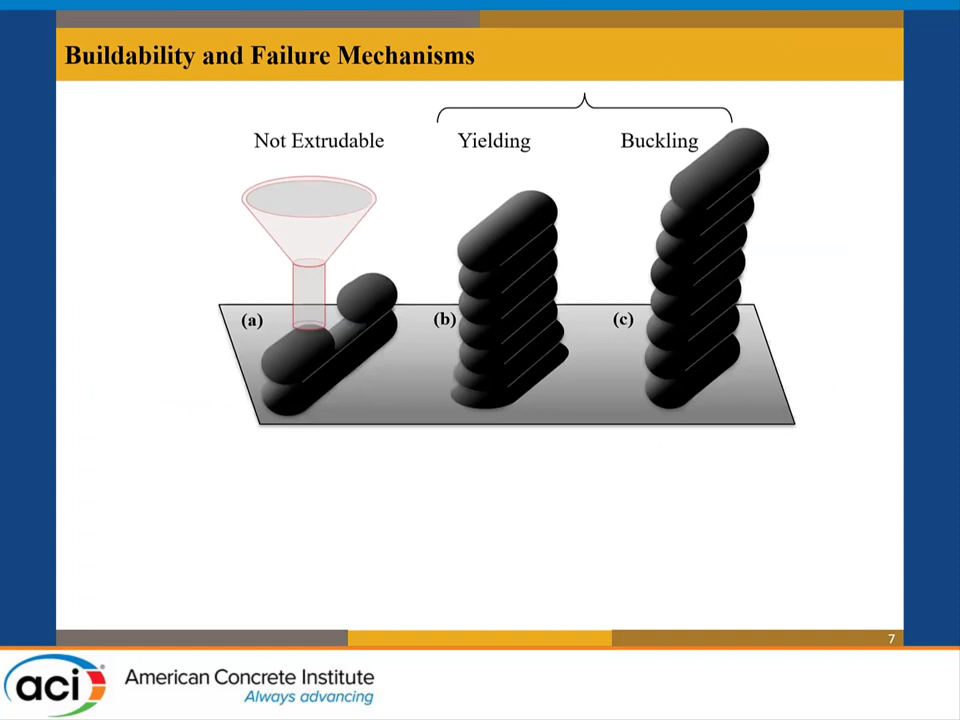 Buildability and Failure Mechanisms
Not Extrudable
Yielding
Buckling
(a)
(b)
(c)
7
aci
American Concrete Institute
Always advancing